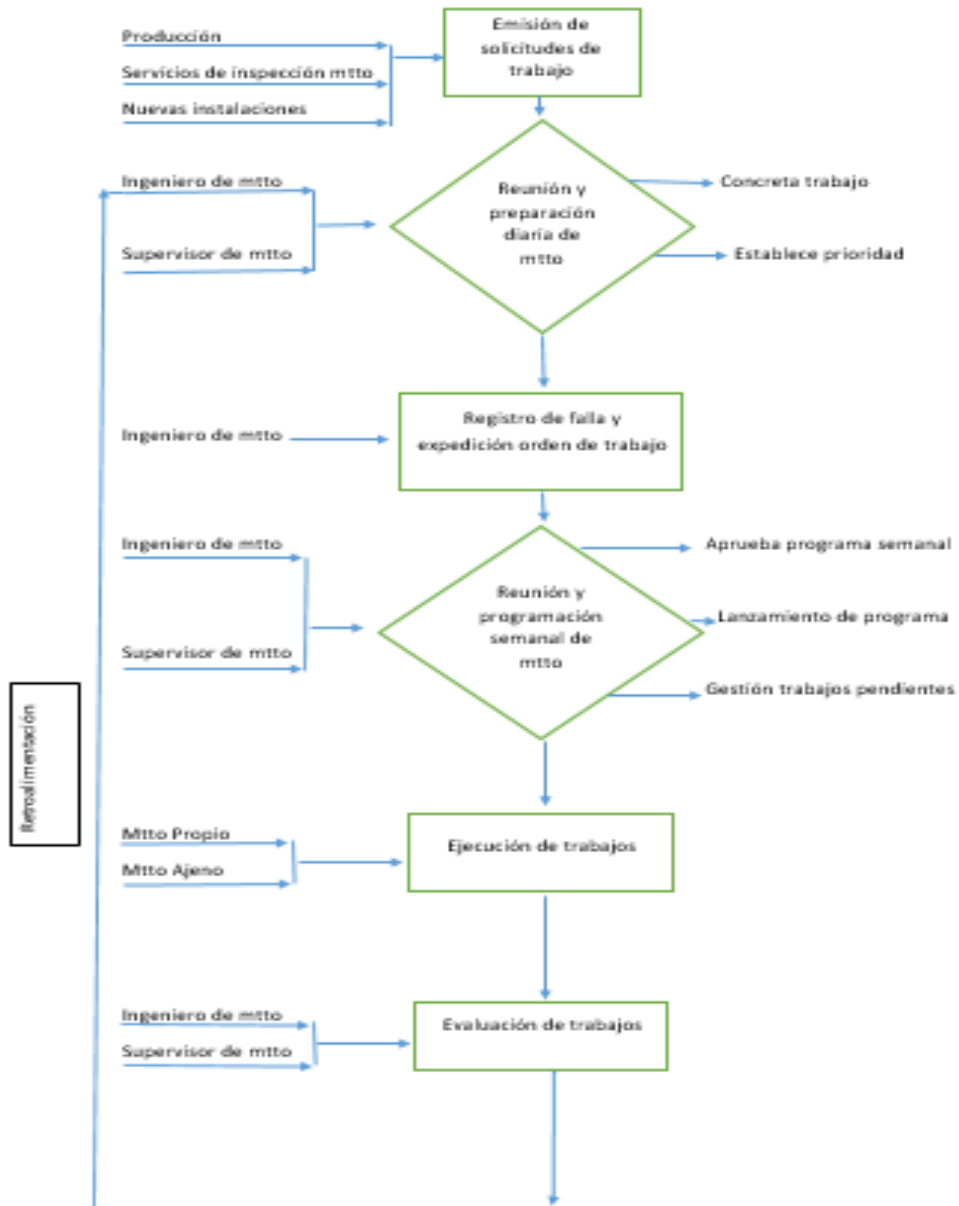 Producción
Servicios de inspección mtto
Nuevas instalaciones
Emisión de
solicitudes de
trabajo
Ingeniero de mtto
Supervisor de mtto
Reunión y
preparación
diaria de
mtto
Concreta trabajo
Establece prioridad
Ingeniero de mtto
Registro de falla y
expedición orden de trabajo
Ingeniero de mtto
Supervisor de mtto
Reunión y
programación
semanal de
mtto
Aprueba programa semanal
Lanzamiento de programa
Gestión trabajos pendientes
Retroalimentación
Mtto Propio
Mtto Ajeno
Ejecución de trabajos
Ingeniero de mtto
Supervisor de mtto
Evaluación de trabajos